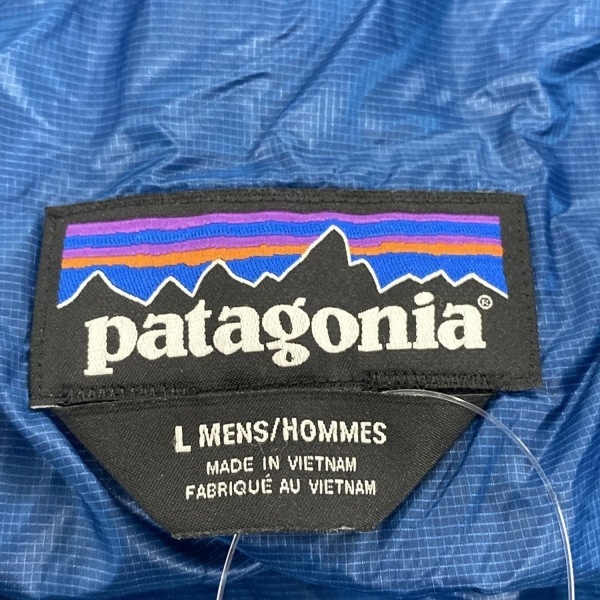 patagonia®
L MENS/HOMMES
MADE IN VIETNAM
FABRIQUÉ AU VIETNAM